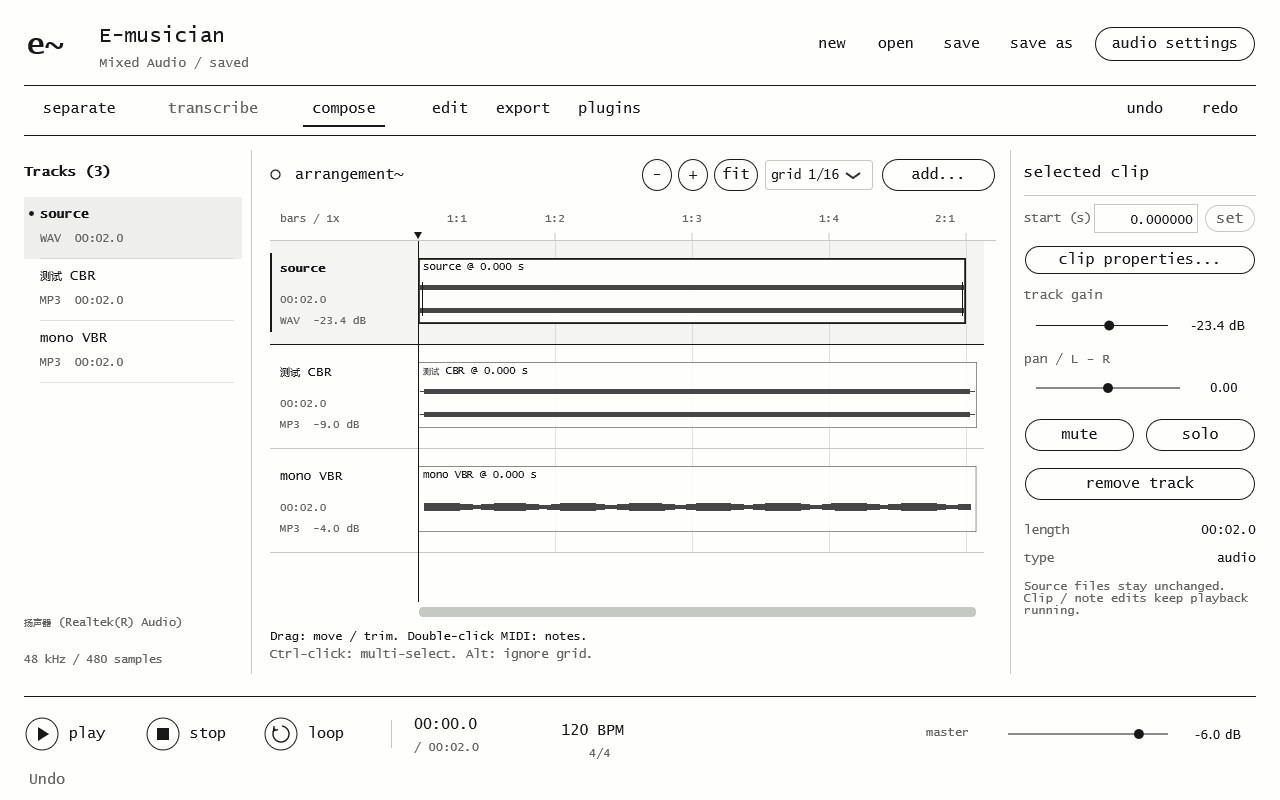 e~
E-musician
Mixed Audio / saved
new open save save as audio settings
separate transcribe compose edit export plugins undo redo
Tracks (3)
source
WAV 00:02.0
测试 CBR
MP3 00:02.0
mono VBR
MP3 00:02.0
扬声器 (Realtek(R) Audio)
48 kHz / 480 samples
arrangement~
- + fit grid 1/16 add...
bars / 1x 1:1 1:2 1:3 1:4 2:1
source
00:02.0
WAV -23.4 dB
source @ 0.000 s
测试 CBR
00:02.0
MP3 -9.0 dB
测试 CBR @ 0.000 s
mono VBR
00:02.0
MP3 -4.0 dB
mono VBR @ 0.000 s
Drag: move / trim. Double-click MIDI: notes.
Ctrl-click: multi-select. Alt: ignore grid.
selected clip
start (s) 0.000000 set
clip properties...
track gain
-23.4 dB
pan / L - R
0.00
mute solo
remove track
length 00:02.0
type audio
Source files stay unchanged.
Clip / note edits keep playback
running.
play stop loop
00:00.0
/ 00:02.0
120 BPM
4/4
master -6.0 dB
Undo